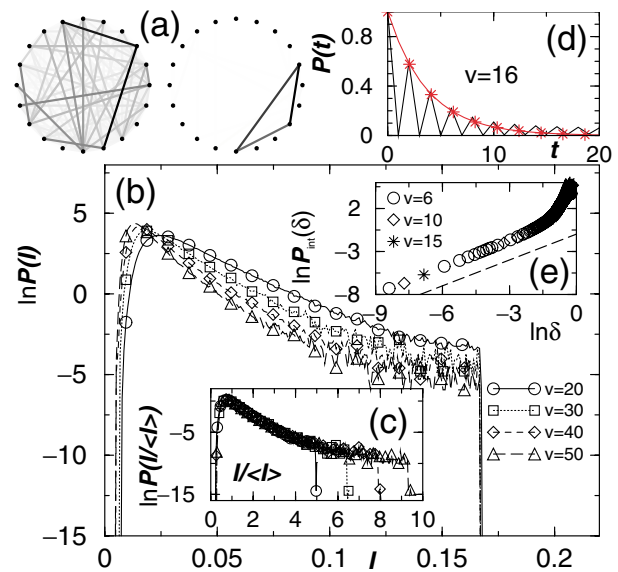 (a)
(d)
P(t)
0.8
0.4
0
v=16
0
10
t
20
(b)
lnP(I)
5
0
−5
−10
−15
0
0.05
0.1
0.15
0.2
I
(e)
v=6
v=10
v=15
lnP_int(δ)
2
−3
−8
−9
−6
−3
0
lnδ
v=20
v=30
v=40
v=50
(c)
lnP(I/<I>)
−5
−15
I/<I>
0
2
4
6
8
10